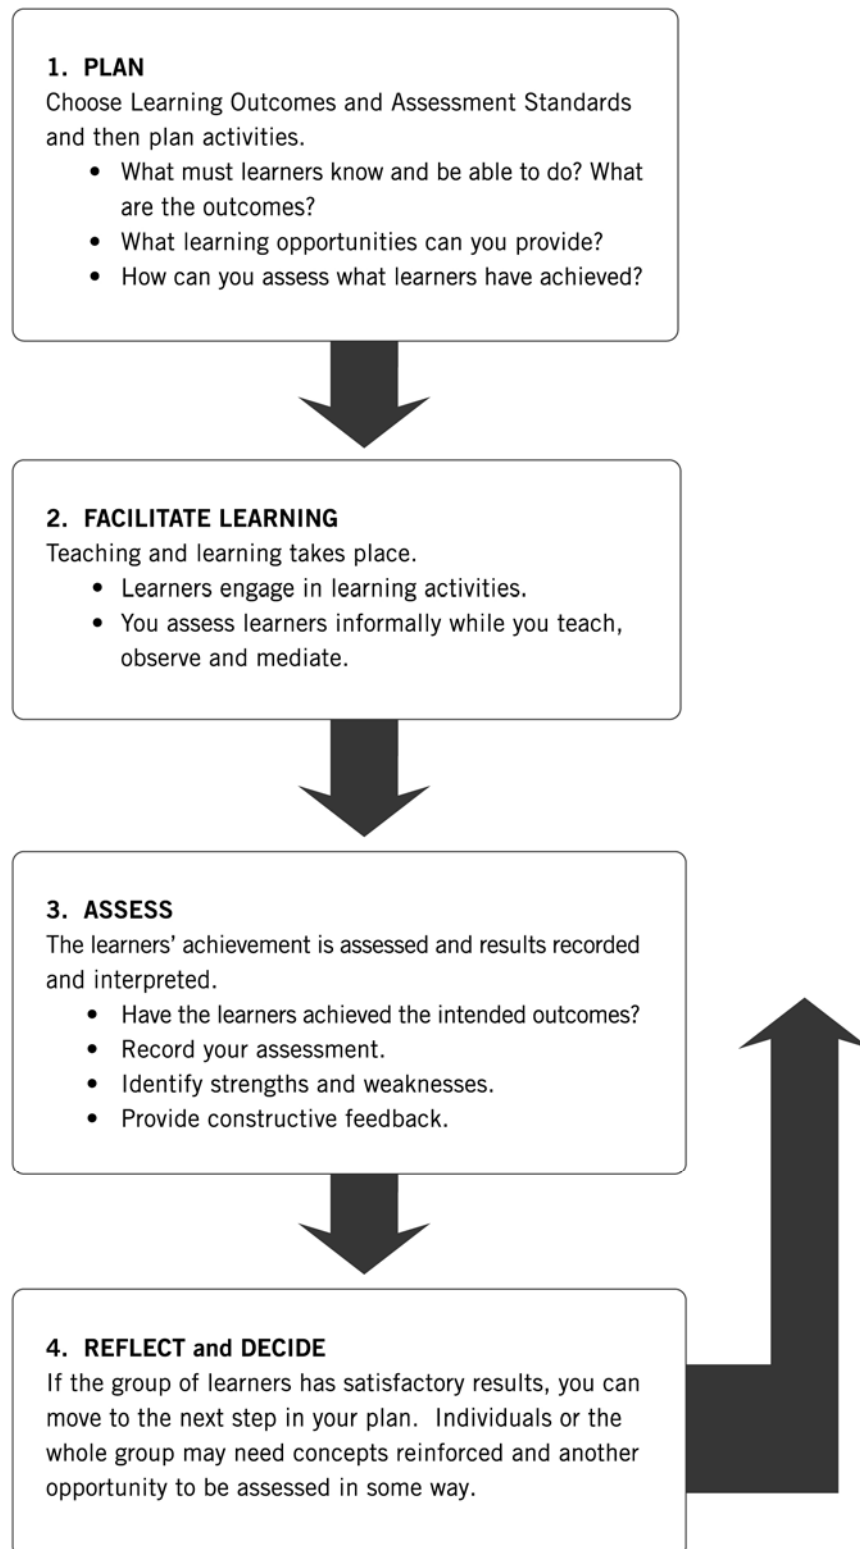 1. PLAN
Choose Learning Outcomes and Assessment Standards
and then plan activities.
• What must learners know and be able to do? What
are the outcomes?
• What learning opportunities can you provide?
• How can you assess what learners have achieved?
2. FACILITATE LEARNING
Teaching and learning takes place.
• Learners engage in learning activities.
• You assess learners informally while you teach,
observe and mediate.
3. ASSESS
The learners’ achievement is assessed and results recorded
and interpreted.
• Have the learners achieved the intended outcomes?
• Record your assessment.
• Identify strengths and weaknesses.
• Provide constructive feedback.
4. REFLECT and DECIDE
If the group of learners has satisfactory results, you can
move to the next step in your plan. Individuals or the
whole group may need concepts reinforced and another
opportunity to be assessed in some way.